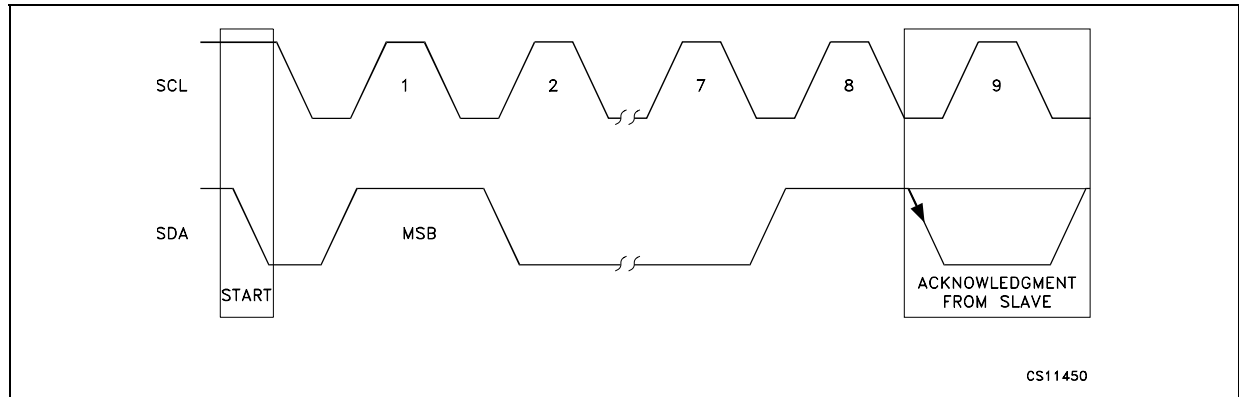 SCL
1
2
7
8
9
SDA
MSB
START
ACKNOWLEDGMENT
FROM SLAVE
CS11450